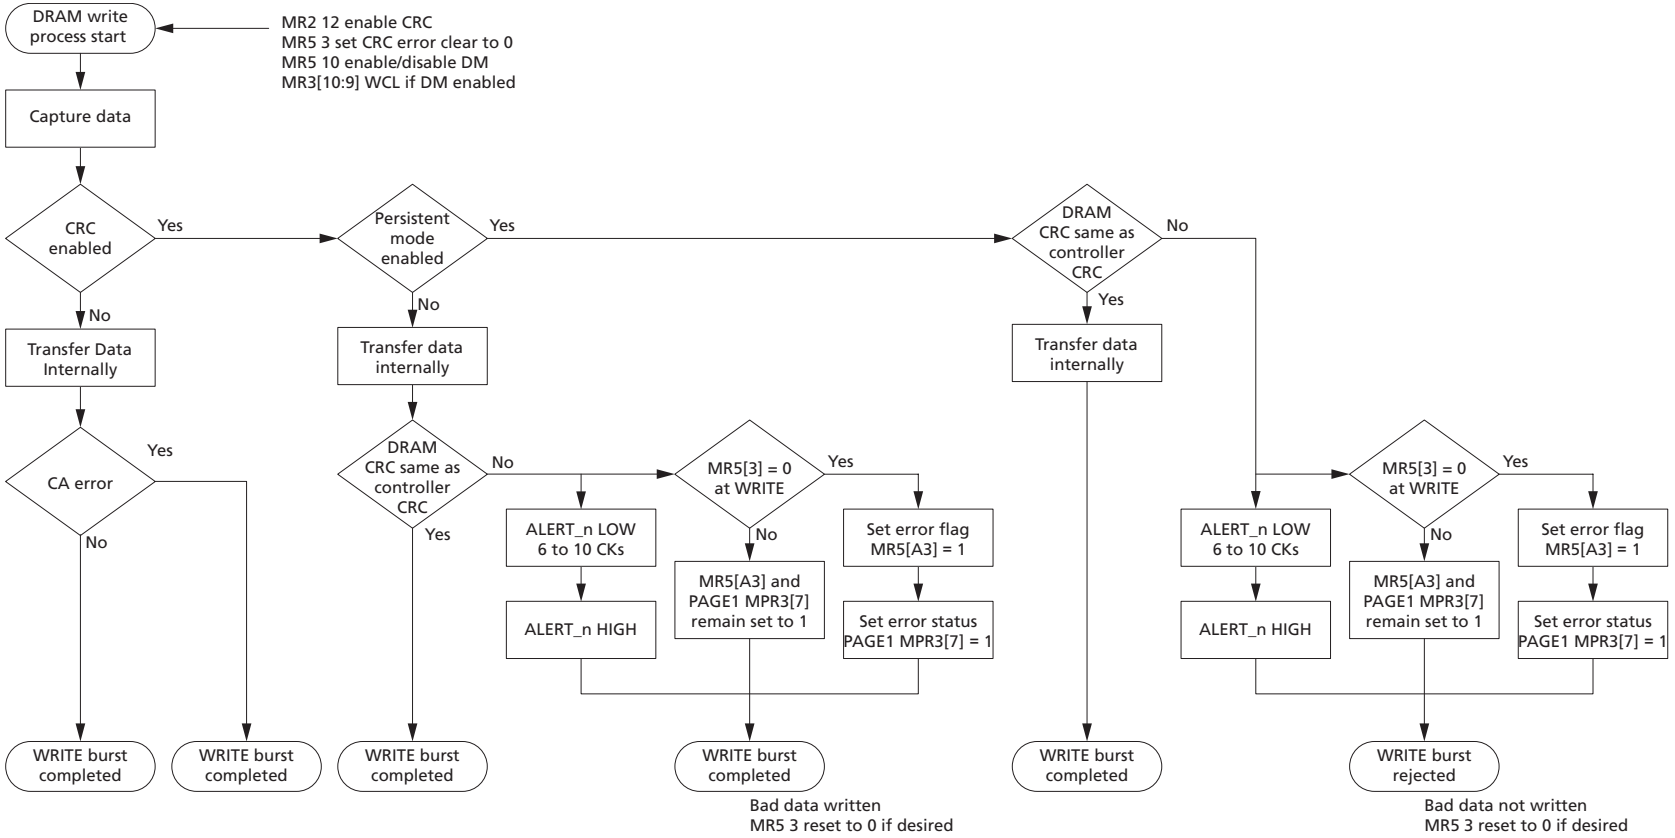 DRAM write
process start
MR2 12 enable CRC
MR5 3 set CRC error clear to 0
MR5 10 enable/disable DM
MR3[10:9] WCL if DM enabled
Capture data
CRC
enabled
Yes
Persistent
mode
enabled
Yes
DRAM
CRC same as
controller
CRC
No
No
No
Yes
Transfer Data
Internally
Transfer data
internally
Transfer data
internally
CA error
Yes
No
DRAM
CRC same as
controller
CRC
No
Yes
MR5[3] = 0
at WRITE
Yes
No
MR5[3] = 0
at WRITE
Yes
No
ALERT_n LOW
6 to 10 CKs
Set error flag
MR5[A3] = 1
ALERT_n LOW
6 to 10 CKs
Set error flag
MR5[A3] = 1
ALERT_n HIGH
MR5[A3] and
PAGE1 MPR3[7]
remain set to 1
Set error status
PAGE1 MPR3[7] = 1
ALERT_n HIGH
MR5[A3] and
PAGE1 MPR3[7]
remain set to 1
Set error status
PAGE1 MPR3[7] = 1
WRITE burst
completed
WRITE burst
completed
WRITE burst
completed
WRITE burst
completed
WRITE burst
completed
WRITE burst
rejected
Bad data written
MR5 3 reset to 0 if desired
Bad data not written
MR5 3 reset to 0 if desired